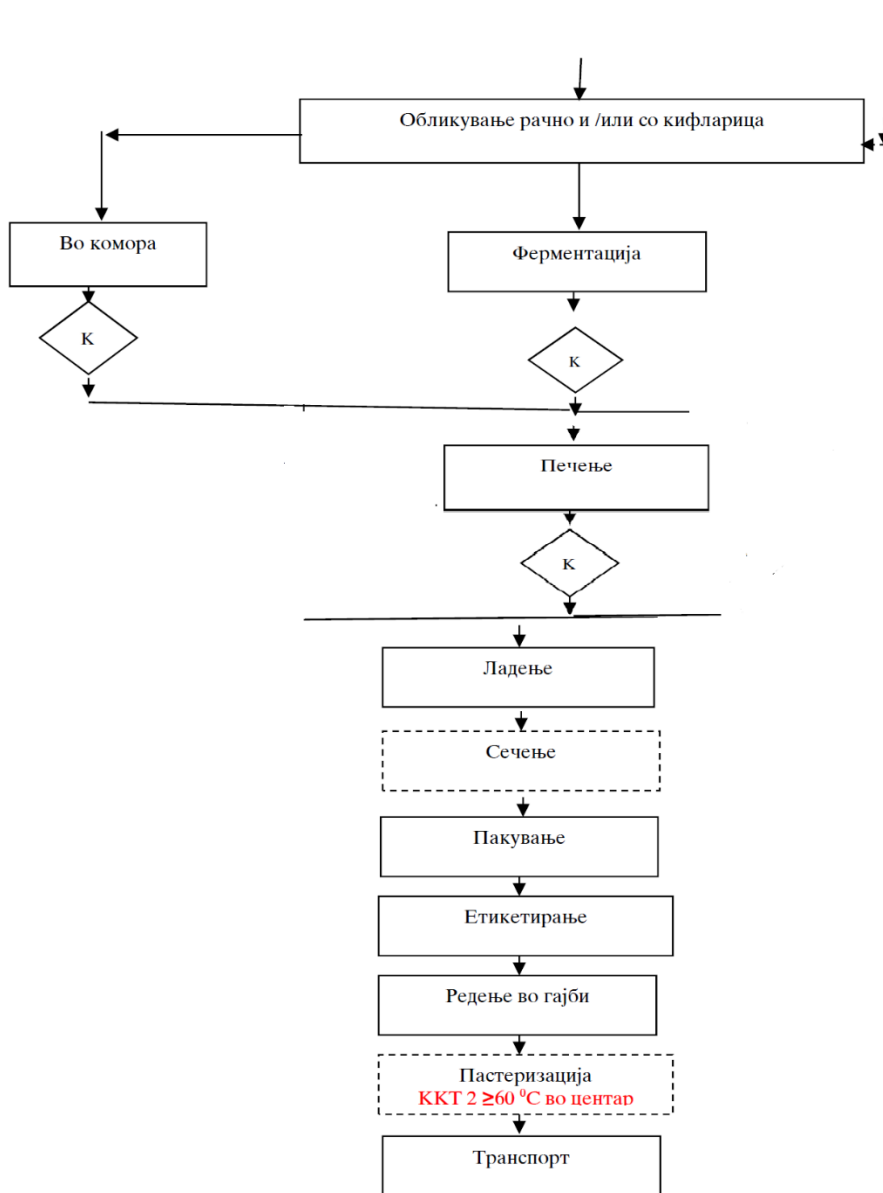 Обликување рачно и /или со кифларица
Во комора
Ферментација
К
К
Печење
К
Ладење
Сечење
Пакување
Етикетирање
Редење во гајби
Пастеризација
ККТ 2 ≥60 ⁰C во центар
Транспорт